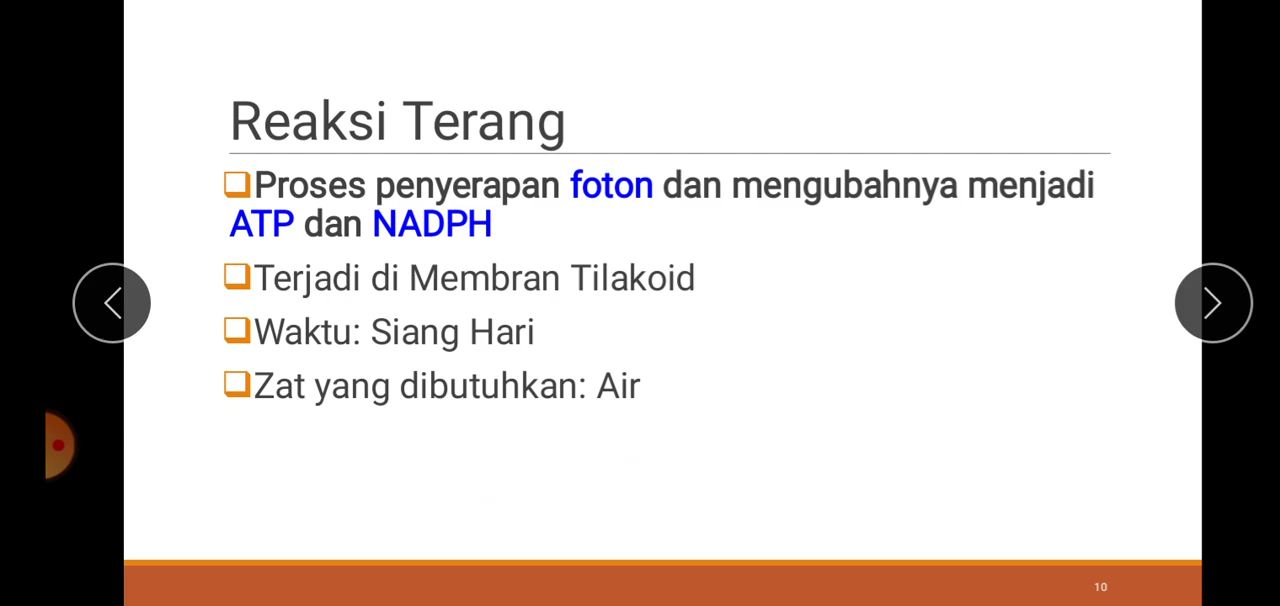 Reaksi Terang
Proses penyerapan foton dan mengubahnya menjadi
ATP dan NADPH
Terjadi di Membran Tilakoid
Waktu: Siang Hari
Zat yang dibutuhkan: Air
10